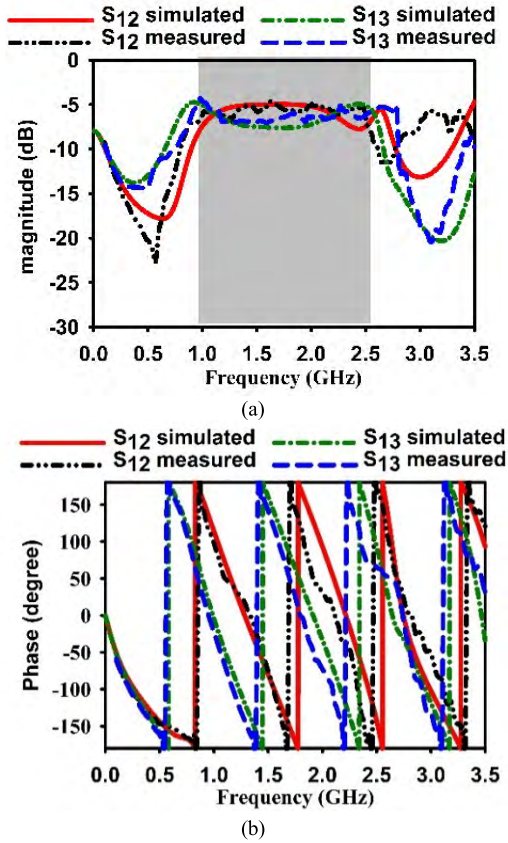 S12 simulated S13 simulated
S12 measured S13 measured
0
-5
-10
-15
-20
-25
-30
magnitude (dB)
0.0 0.5 1.0 1.5 2.0 2.5 3.0 3.5
Frequency (GHz)
(a)
S12 simulated S13 simulated
S12 measured S13 measured
150
100
50
0
-50
-100
-150
Phase (degree)
0.0 0.5 1.0 1.5 2.0 2.5 3.0 3.5
Frequency (GHz)
(b)